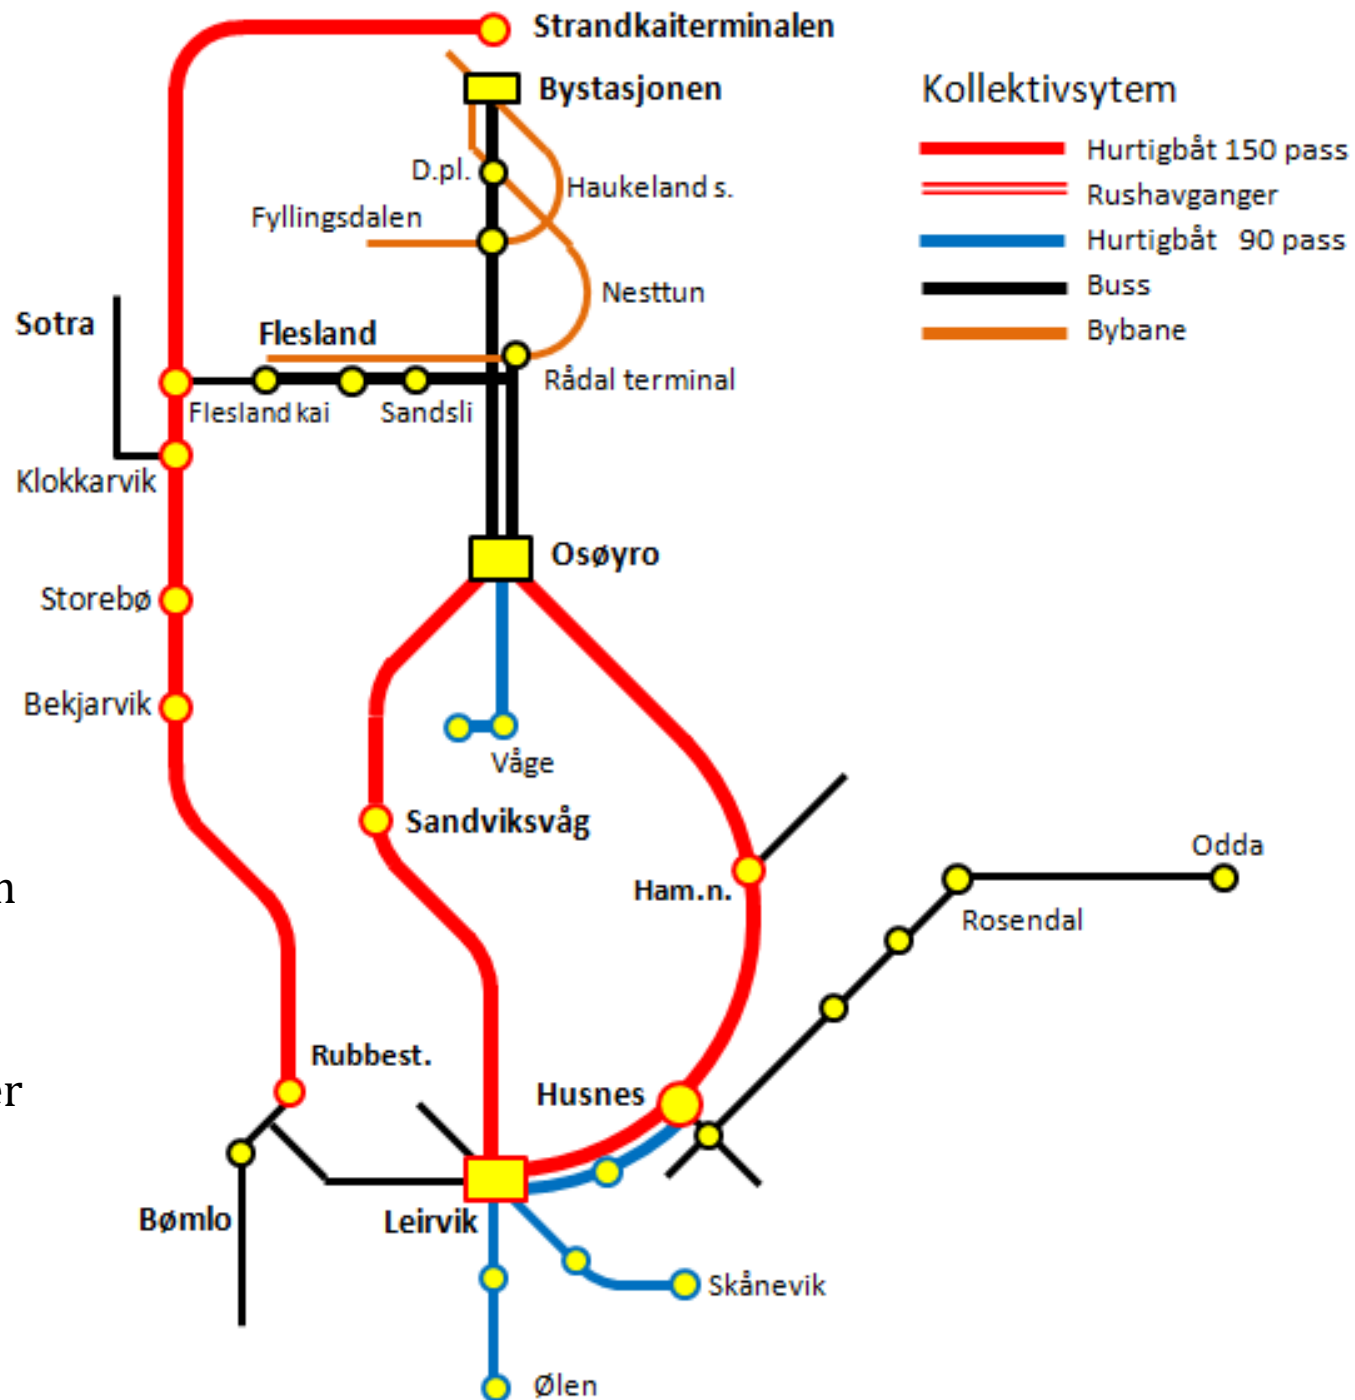 Strandkaiterminalen
Bystasjonen
Kollektivsytem
Hurtigbåt 150 pass
Rushavganger
Hurtigbåt 90 pass
Buss
Bybane
D.pl.
Haukeland s.
Fyllingsdalen
Nesttun
Sotra
Flesland
Rådal terminal
Flesland kai
Sandsli
Klokkarvik
Osøyro
Storebø
Bekjarvik
Våge
Sandviksvåg
Odda
Ham.n.
Rosendal
Rubbest.
Husnes
er
Bømlo
Leirvik
Skånevik
Ølen